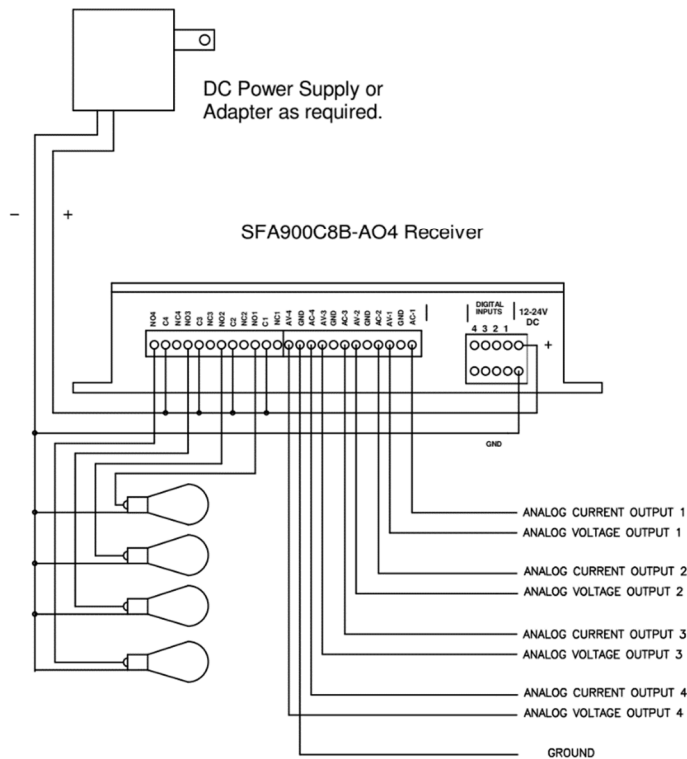 DC Power Supply or
Adapter as required.
− +
SFA900C8B-AO4 Receiver
NO4 C4 NC4 NO3 C3 NC3 NO2 C2 NC2 NO1 C1 NC1 AV-4 GND AC-4 AV-3 GND AC-3 AV-2 GND AC-2 AV-1 GND AC-1
DIGITAL
INPUTS
4 3 2 1
12-24V
DC
+
GND
ANALOG CURRENT OUTPUT 1
ANALOG VOLTAGE OUTPUT 1
ANALOG CURRENT OUTPUT 2
ANALOG VOLTAGE OUTPUT 2
ANALOG CURRENT OUTPUT 3
ANALOG VOLTAGE OUTPUT 3
ANALOG CURRENT OUTPUT 4
ANALOG VOLTAGE OUTPUT 4
GROUND